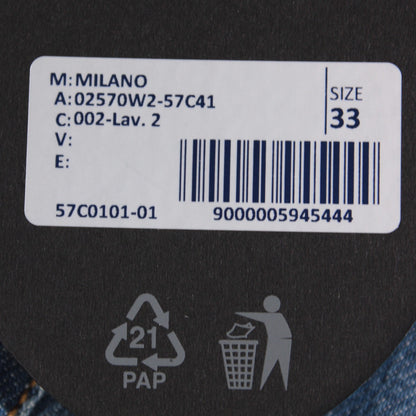 M: MILANO
A: 02570W2-57C41
C: 002-Lav. 2
V:
E:
SIZE
33
57C0101-01
9000005945444
21
PAP